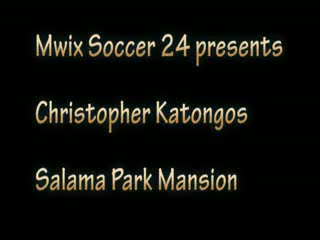 Mwix Soccer 24 presents
Christopher Katongos
Salama Park Mansion